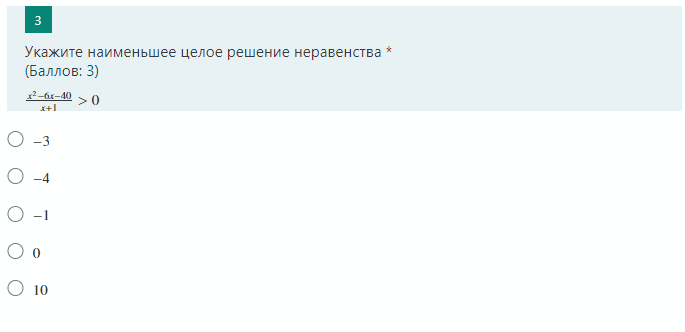 3
Укажите наименьшее целое решение неравенства *
(Баллов: 3)
x²−6x−40
x+1
> 0
−3
−4
−1
0
10